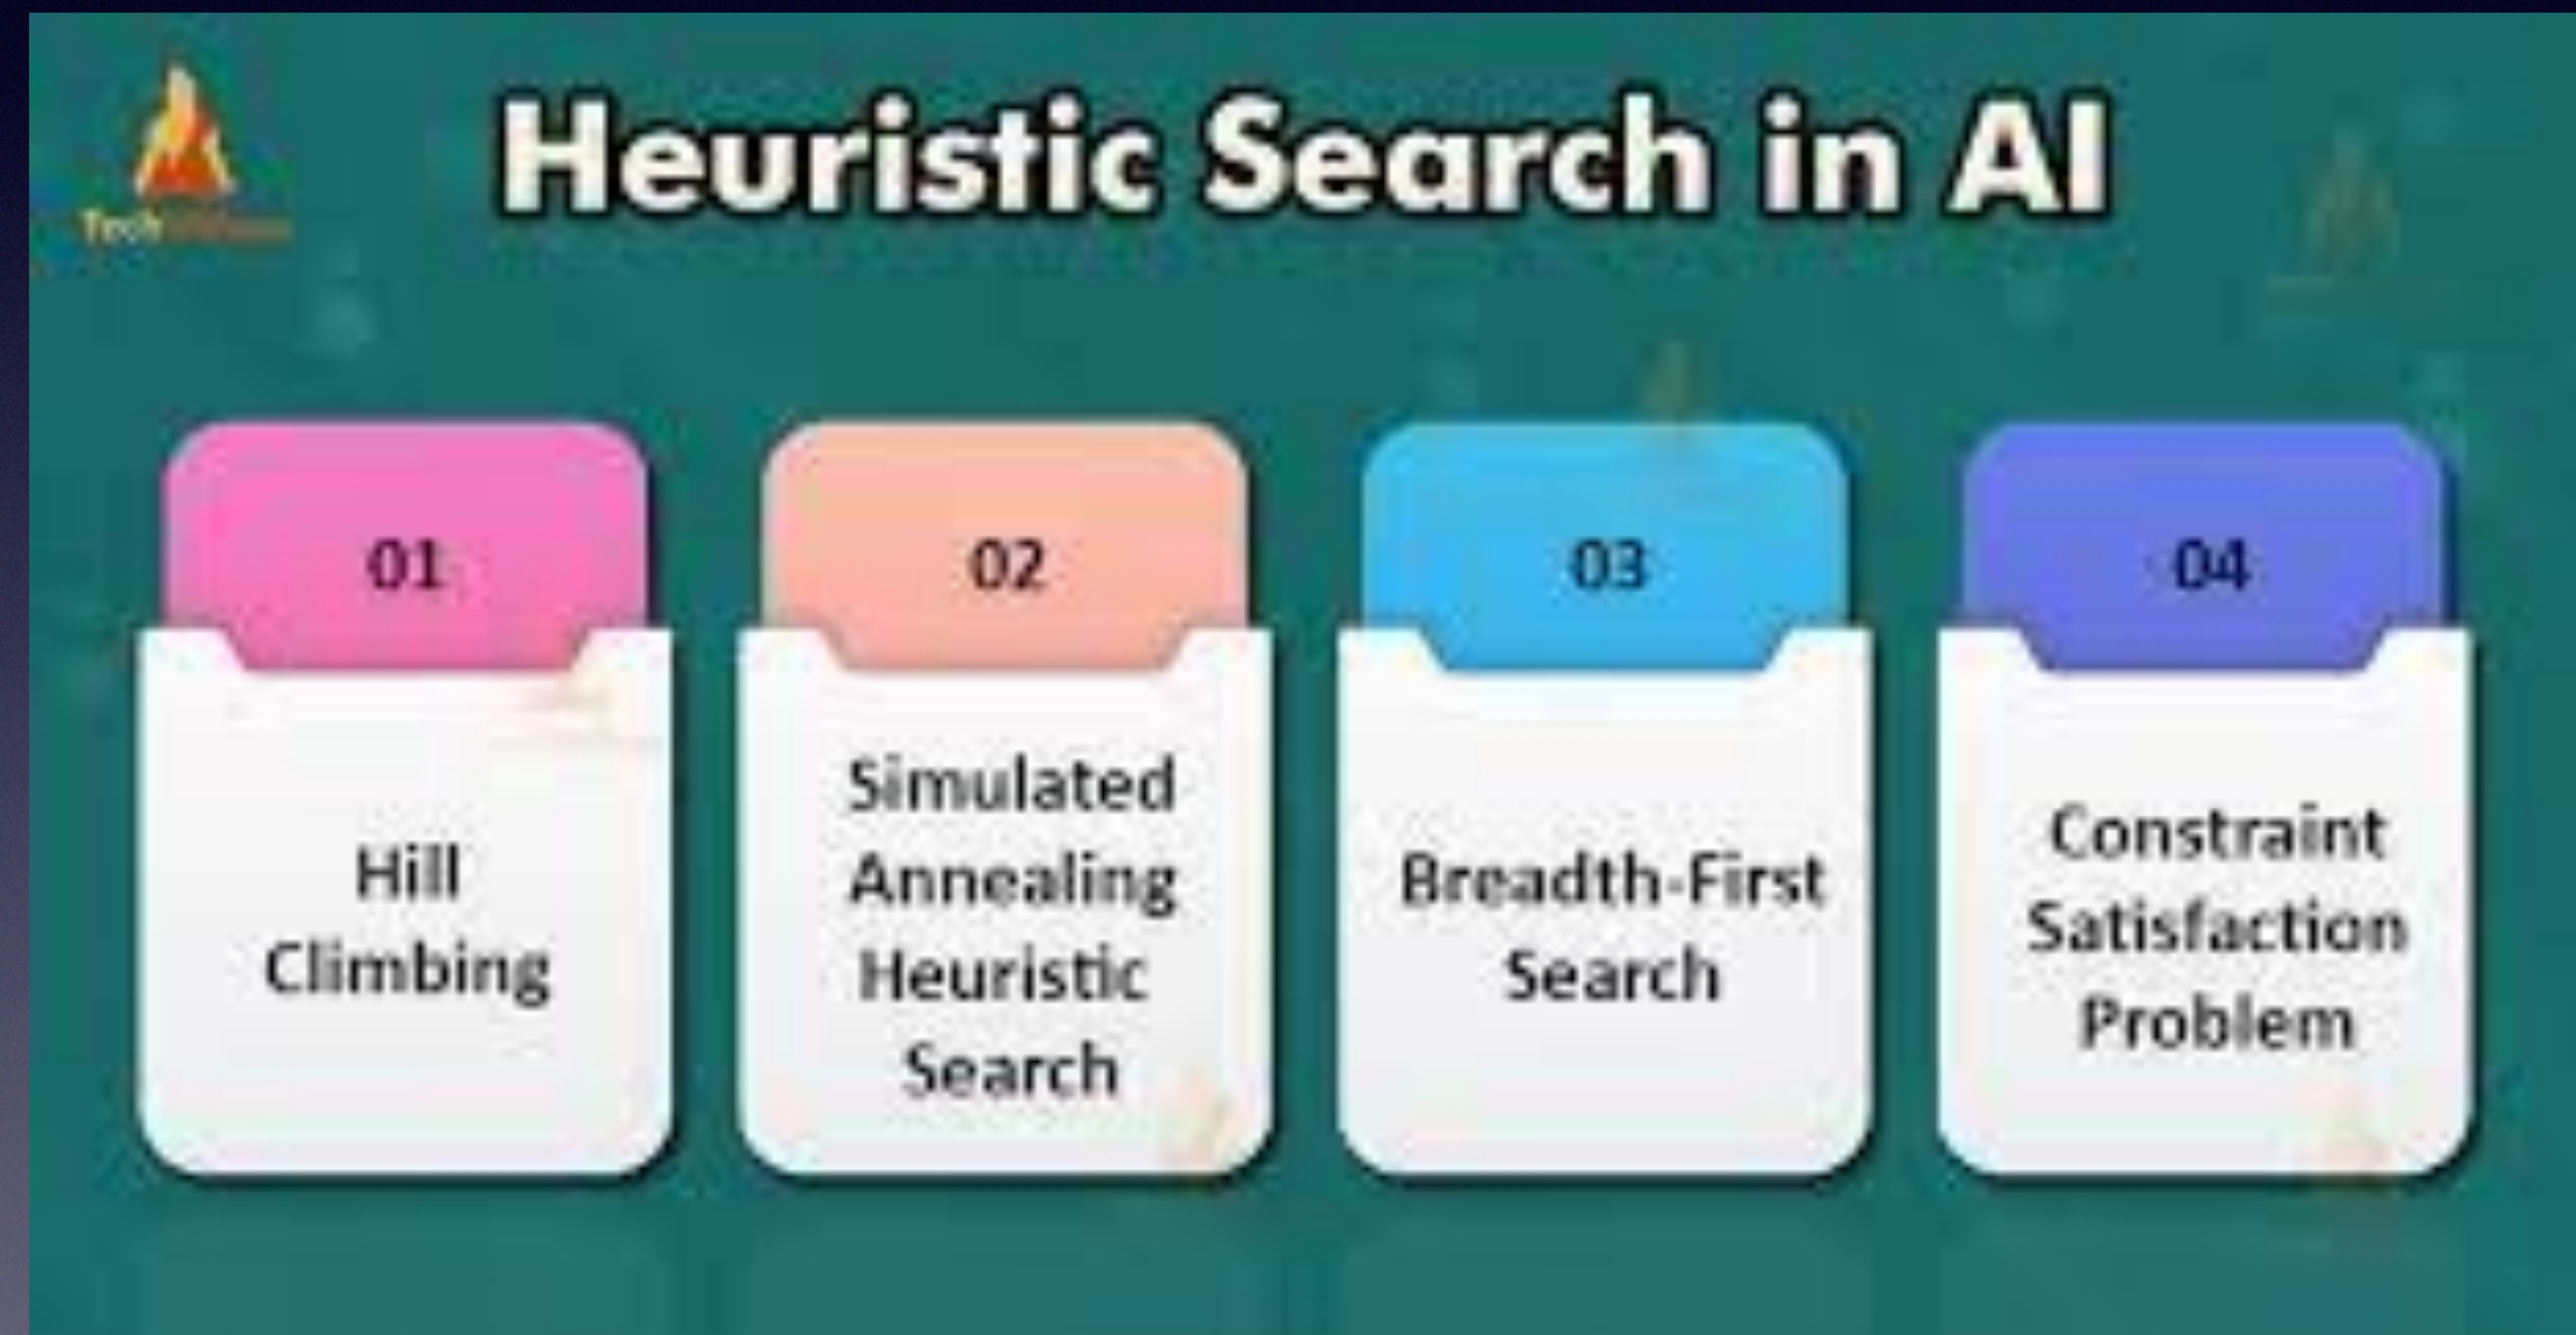 Tech
Heuristic Search in AI
01
02
03
04
Hill
Climbing
Simulated
Annealing
Heuristic
Search
Breadth-First
Search
Constraint
Satisfaction
Problem